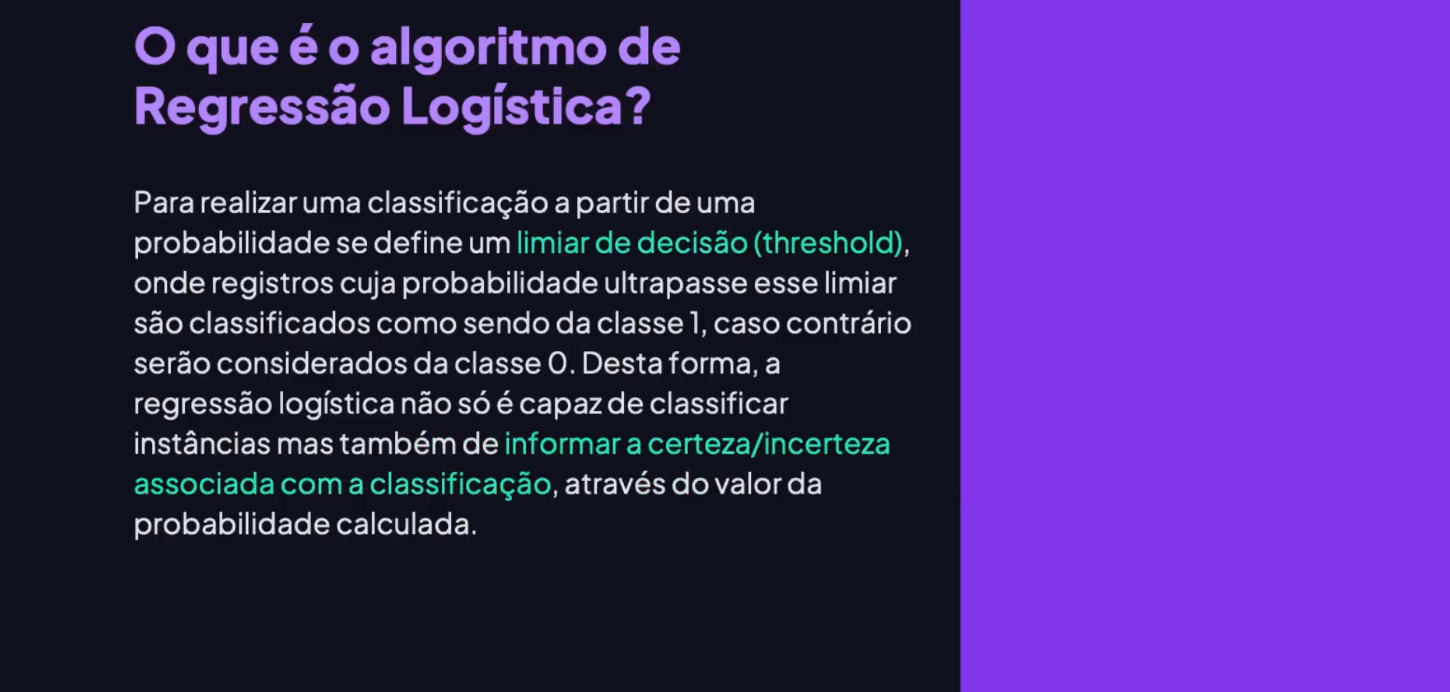 O que é o algoritmo de
Regressão Logística?
Para realizar uma classificação a partir de uma
probabilidade se define um limiar de decisão (threshold),
onde registros cuja probabilidade ultrapasse esse limiar
são classificados como sendo da classe 1, caso contrário
serão considerados da classe 0. Desta forma, a
regressão logística não só é capaz de classificar
instâncias mas também de informar a certeza/incerteza
associada com a classificação, através do valor da
probabilidade calculada.